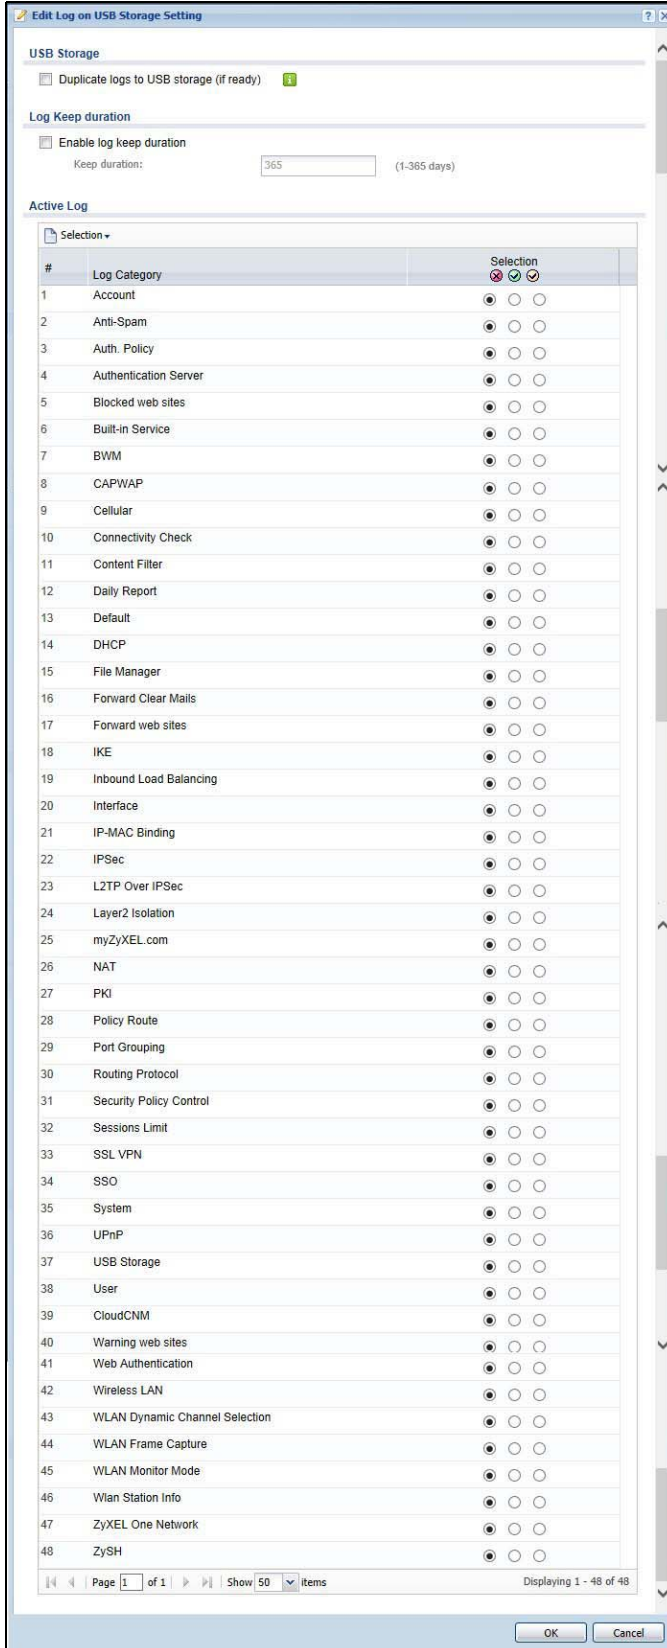 Edit Log on USB Storage Setting
USB Storage
Duplicate logs to USB storage (if ready)
Log Keep duration
Enable log keep duration
Keep duration: 365 (1-365 days)
Active Log
Selection
# Log Category Selection
1 Account
2 Anti-Spam
3 Auth. Policy
4 Authentication Server
5 Blocked web sites
6 Built-in Service
7 BWM
8 CAPWAP
9 Cellular
10 Connectivity Check
11 Content Filter
12 Daily Report
13 Default
14 DHCP
15 File Manager
16 Forward Clear Mails
17 Forward web sites
18 IKE
19 Inbound Load Balancing
20 Interface
21 IP-MAC Binding
22 IPSec
23 L2TP Over IPSec
24 Layer2 Isolation
25 myZyXEL.com
26 NAT
27 PKI
28 Policy Route
29 Port Grouping
30 Routing Protocol
31 Security Policy Control
32 Sessions Limit
33 SSL VPN
34 SSO
35 System
36 UPnP
37 USB Storage
38 User
39 CloudCNM
40 Warning web sites
41 Web Authentication
42 Wireless LAN
43 WLAN Dynamic Channel Selection
44 WLAN Frame Capture
45 WLAN Monitor Mode
46 Wlan Station Info
47 ZyXEL One Network
48 ZySH
Page 1 of 1 Show 50 items Displaying 1 - 48 of 48
OK Cancel